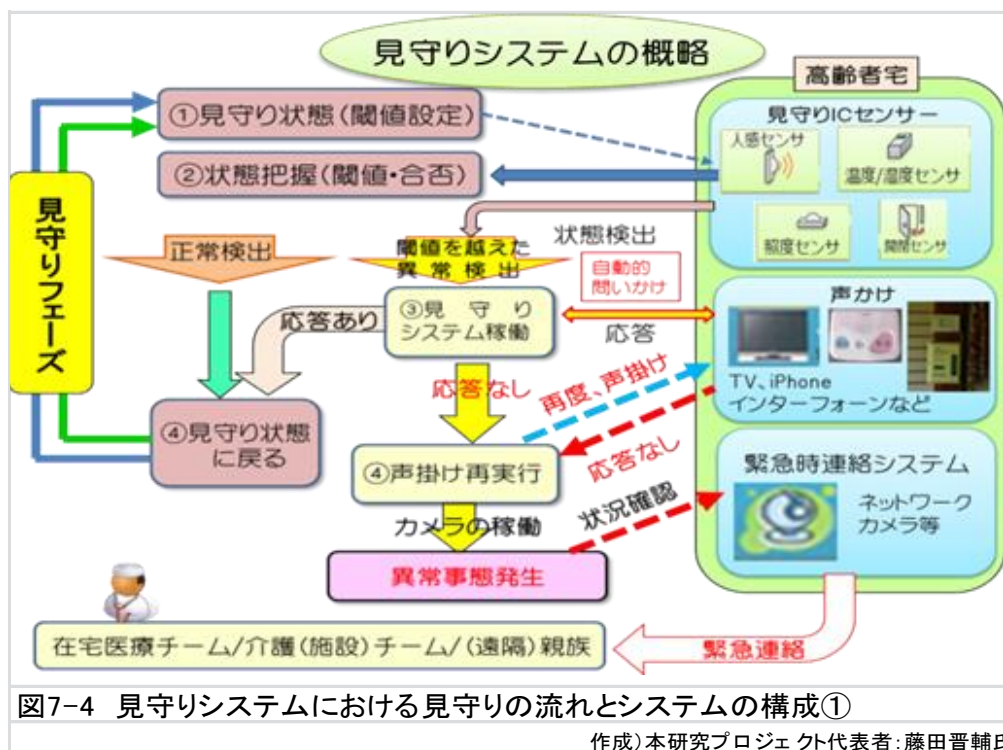 見守りシステムの概略
高齢者宅
①見守り状態(閾値設定)
②状態把握(閾値・合否)
見守りICセンサー
人感センサ
温度/湿度センサ
照度センサ
開閉センサ
見守りフェーズ
正常検出
閾値を越えた
異常検出
状態検出
自動的
問いかけ
③見守り
システム稼働
応答あり
応答
声かけ
TV、iPhone
インターフォーンなど
応答なし
再度、声掛け
応答なし
④見守り状態
に戻る
④声掛け再実行
カメラの稼働
状況確認
緊急時連絡システム
ネットワーク
カメラ等
異常事態発生
在宅医療チーム/介護(施設)チーム/(遠隔)親族
緊急連絡
図7-4 見守りシステムにおける見守りの流れとシステムの構成①
作成)本研究プロジェクト代表者:藤田晋輔氏